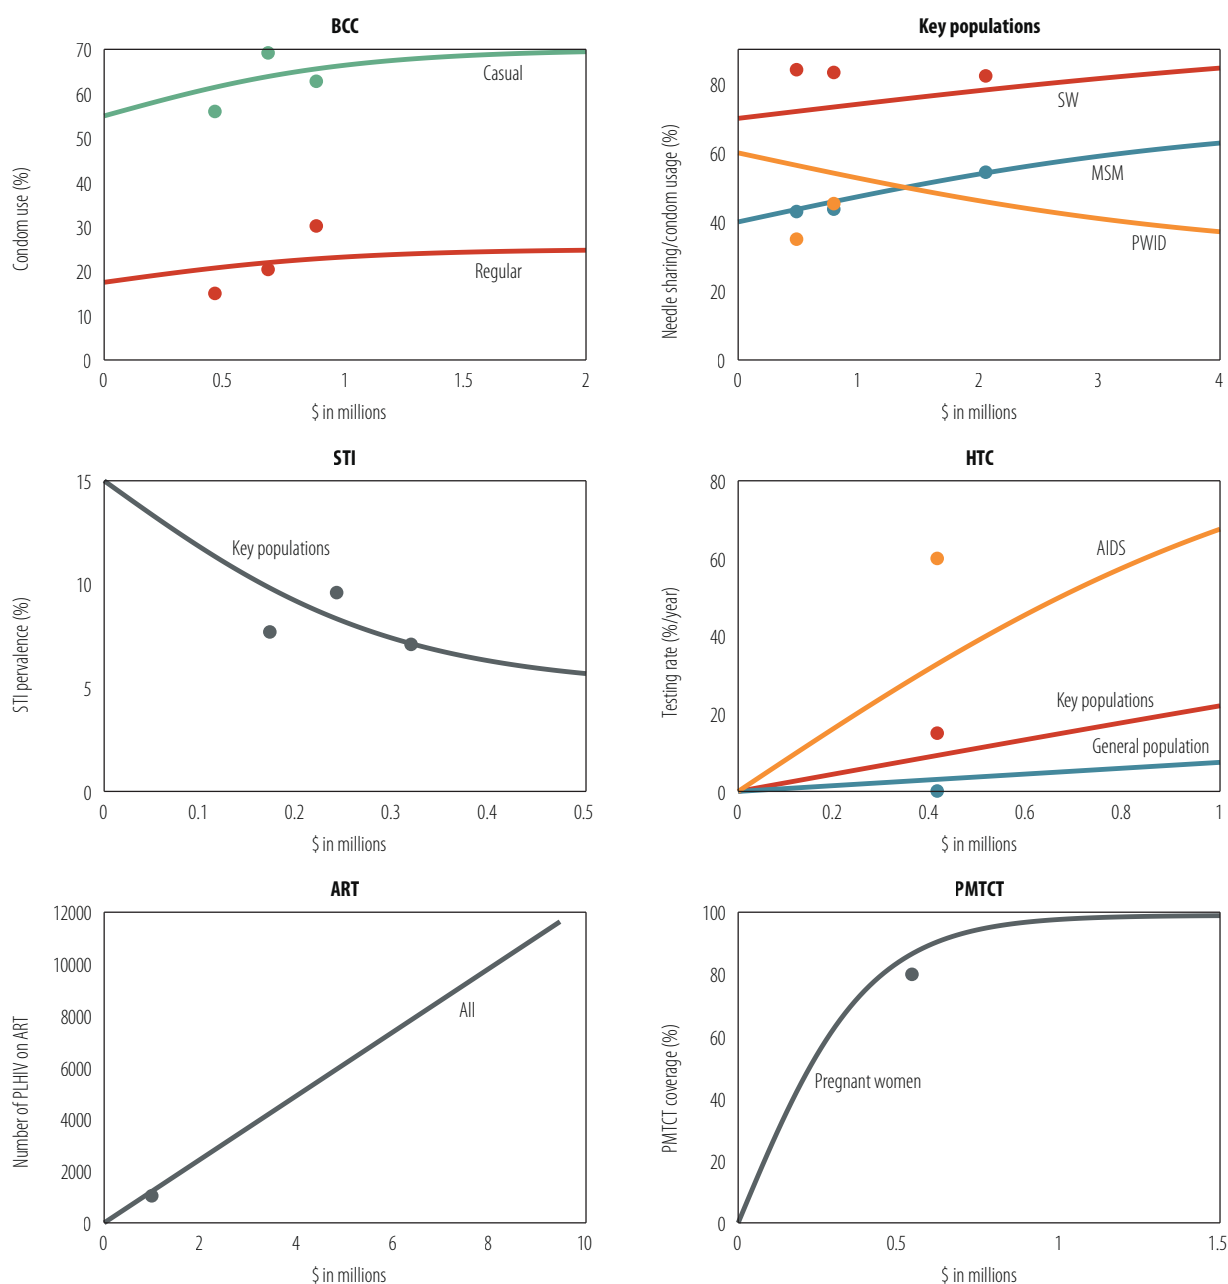 BCC
70
60
50
40
30
20
10
0
Condom use (%)
Casual
Regular
0 0.5 1 1.5 2
$ in millions
Key populations
80
60
40
20
0
Needle sharing/condom usage (%)
SW
MSM
PWID
0 1 2 3 4
$ in millions
STI
15
10
5
0
STI pervalence (%)
Key populations
0 0.1 0.2 0.3 0.4 0.5
$ in millions
HTC
80
60
40
20
0
Testing rate (%/year)
AIDS
Key populations
General population
0 0.2 0.4 0.6 0.8 1
$ in millions
ART
12000
10000
8000
6000
4000
2000
0
Number of PLHIV on ART
All
0 2 4 6 8 10
$ in millions
PMTCT
100
80
60
40
20
0
PMTCT coverage (%)
Pregnant women
0 0.5 1 1.5
$ in millions